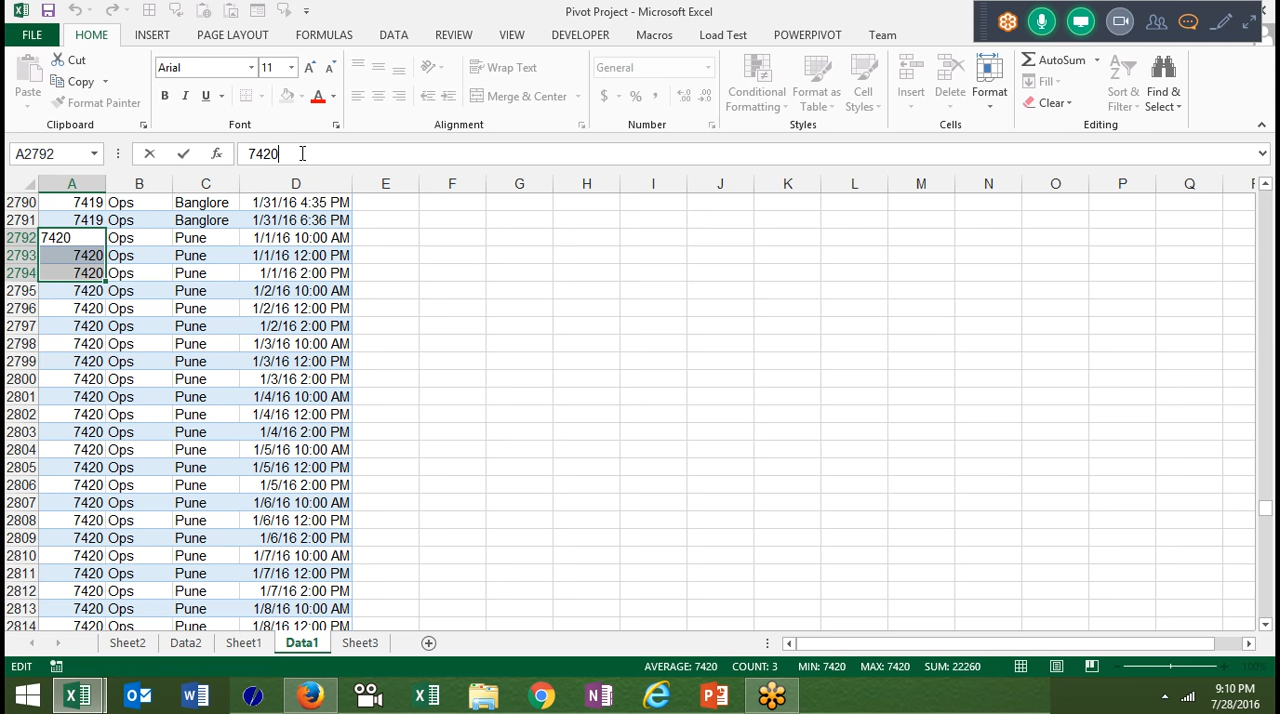 Pivot Project - Microsoft Excel
FILE HOME INSERT PAGE LAYOUT FORMULAS DATA REVIEW VIEW DEVELOPER Macros Load Test POWERPIVOT Team
Paste Cut Copy Format Painter Clipboard
Arial 11 B I U A Font
Wrap Text Merge & Center Alignment
General $ % , Number
Conditional Formatting Format as Table Cell Styles Styles
Insert Delete Format Cells
AutoSum Fill Clear Sort & Filter Find & Select Editing
A2792 fx 7420
A B C D E F G H I J K L M N O P Q
2790 7419 Ops Banglore 1/31/16 4:35 PM
2791 7419 Ops Banglore 1/31/16 6:36 PM
2792 7420 Ops Pune 1/1/16 10:00 AM
2793 7420 Ops Pune 1/1/16 12:00 PM
2794 7420 Ops Pune 1/1/16 2:00 PM
2795 7420 Ops Pune 1/2/16 10:00 AM
2796 7420 Ops Pune 1/2/16 12:00 PM
2797 7420 Ops Pune 1/2/16 2:00 PM
2798 7420 Ops Pune 1/3/16 10:00 AM
2799 7420 Ops Pune 1/3/16 12:00 PM
2800 7420 Ops Pune 1/3/16 2:00 PM
2801 7420 Ops Pune 1/4/16 10:00 AM
2802 7420 Ops Pune 1/4/16 12:00 PM
2803 7420 Ops Pune 1/4/16 2:00 PM
2804 7420 Ops Pune 1/5/16 10:00 AM
2805 7420 Ops Pune 1/5/16 12:00 PM
2806 7420 Ops Pune 1/5/16 2:00 PM
2807 7420 Ops Pune 1/6/16 10:00 AM
2808 7420 Ops Pune 1/6/16 12:00 PM
2809 7420 Ops Pune 1/6/16 2:00 PM
2810 7420 Ops Pune 1/7/16 10:00 AM
2811 7420 Ops Pune 1/7/16 12:00 PM
2812 7420 Ops Pune 1/7/16 2:00 PM
2813 7420 Ops Pune 1/8/16 10:00 AM
2814 7420 Ops Pune 1/8/16 12:00 PM
Sheet2 Data2 Sheet1 Data1 Sheet3
EDIT AVERAGE: 7420 COUNT: 3 MIN: 7420 MAX: 7420 SUM: 22260 100%
9:10 PM
7/28/2016